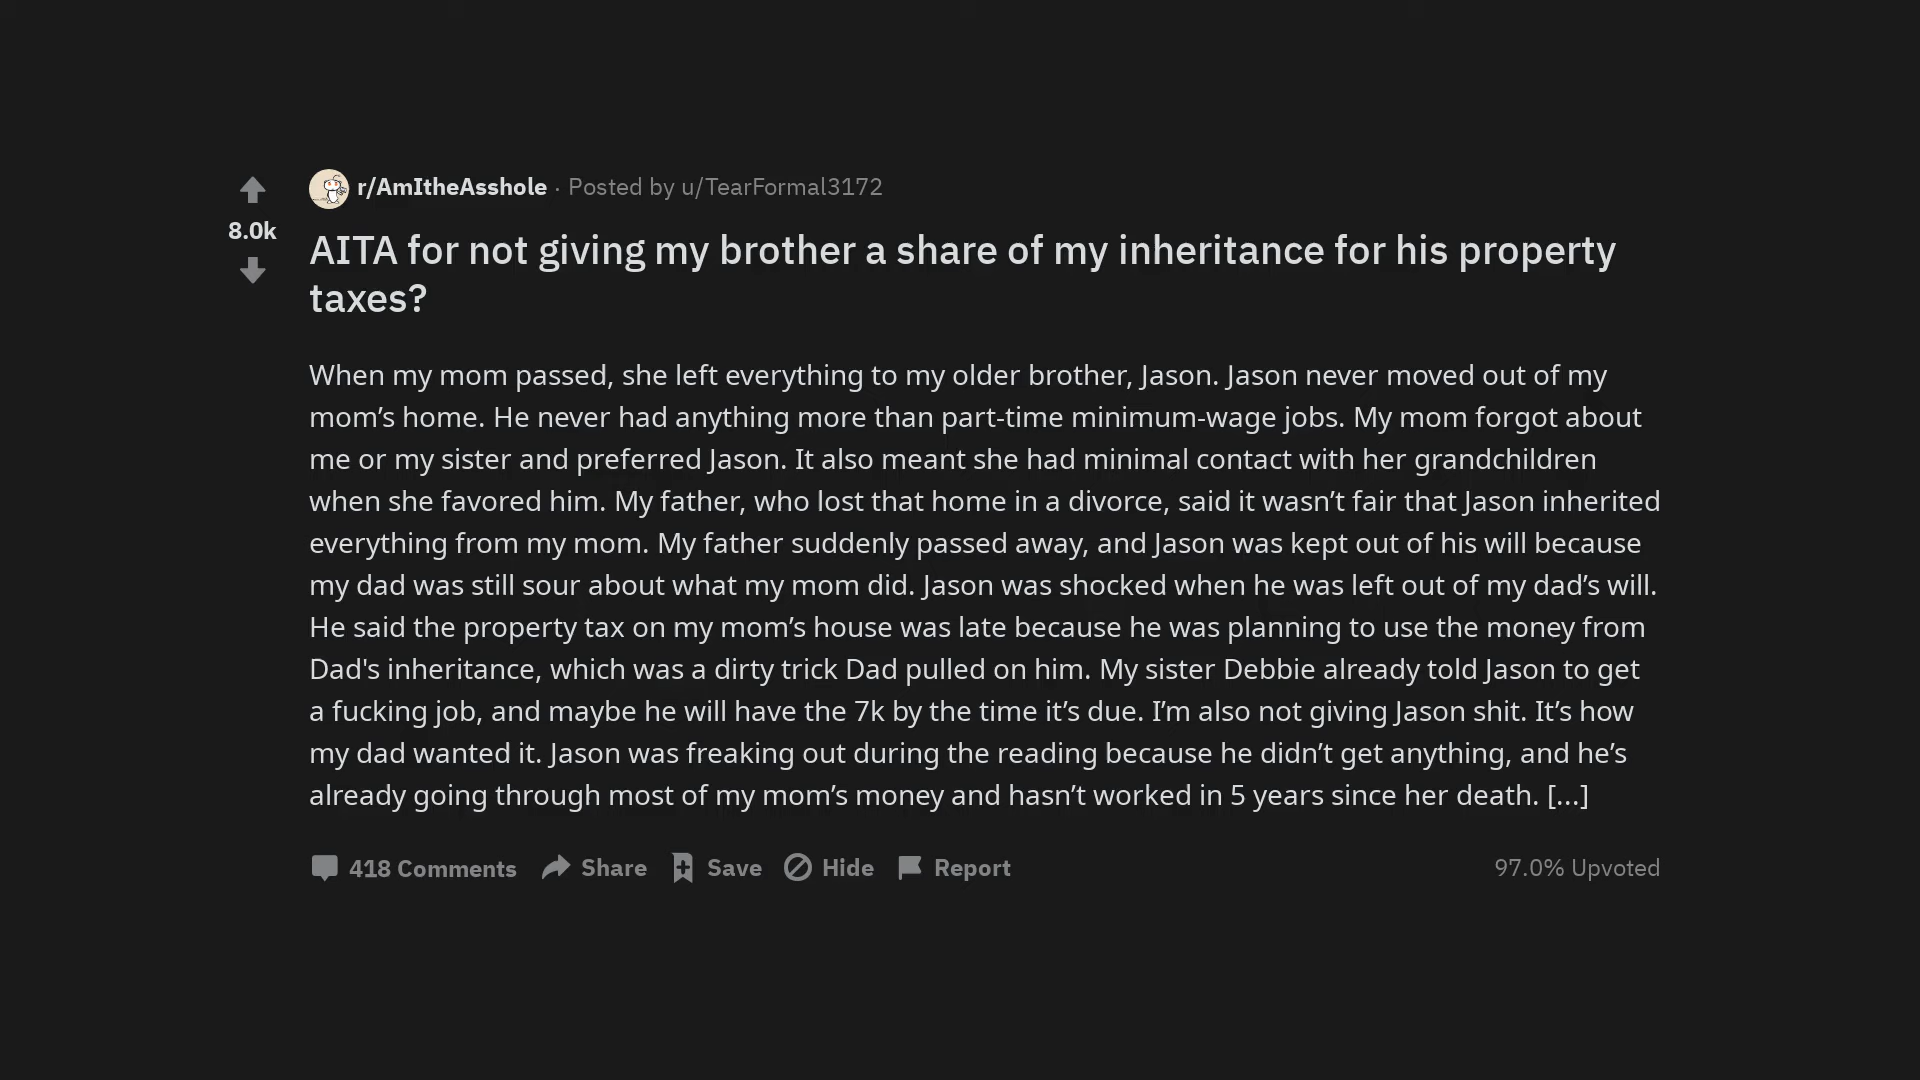 r/AmItheAsshole · Posted by u/TearFormal3172
8.0k
AITA for not giving my brother a share of my inheritance for his property
taxes?
When my mom passed, she left everything to my older brother, Jason. Jason never moved out of my
mom’s home. He never had anything more than part-time minimum-wage jobs. My mom forgot about
me or my sister and preferred Jason. It also meant she had minimal contact with her grandchildren
when she favored him. My father, who lost that home in a divorce, said it wasn’t fair that Jason inherited
everything from my mom. My father suddenly passed away, and Jason was kept out of his will because
my dad was still sour about what my mom did. Jason was shocked when he was left out of my dad’s will.
He said the property tax on my mom’s house was late because he was planning to use the money from
Dad's inheritance, which was a dirty trick Dad pulled on him. My sister Debbie already told Jason to get
a fucking job, and maybe he will have the 7k by the time it’s due. I’m also not giving Jason shit. It’s how
my dad wanted it. Jason was freaking out during the reading because he didn’t get anything, and he’s
already going through most of my mom’s money and hasn’t worked in 5 years since her death. [...]
418 Comments Share Save Hide Report 97.0% Upvoted